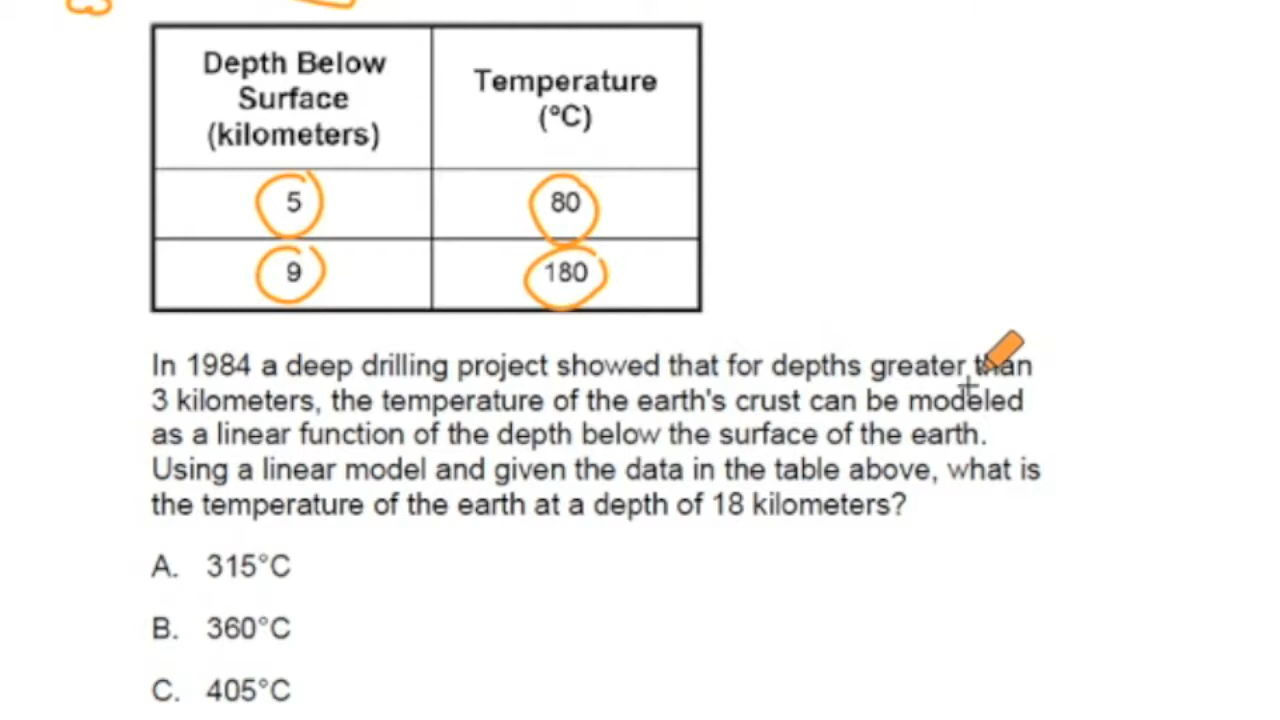 Depth Below
Surface
(kilometers)
Temperature
(°C)
5
80
9
180
In 1984 a deep drilling project showed that for depths greater than
3 kilometers, the temperature of the earth's crust can be modeled
as a linear function of the depth below the surface of the earth.
Using a linear model and given the data in the table above, what is
the temperature of the earth at a depth of 18 kilometers?
A. 315°C
B. 360°C
C. 405°C